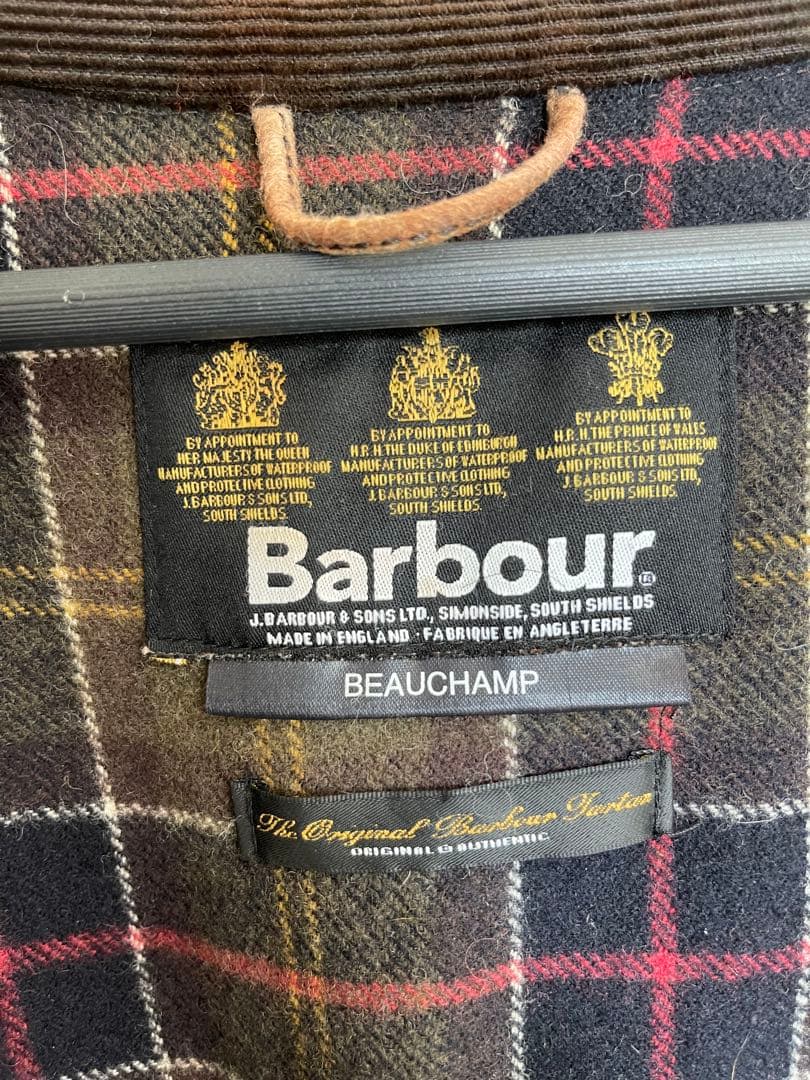 BY APPOINTMENT TO
HER MAJESTY THE QUEEN
MANUFACTURERS OF WATERPROOF
AND PROTECTIVE CLOTHING
J.BARBOUR & SONS LTD,
SOUTH SHIELDS
BY APPOINTMENT TO
H.R.H.THE DUKE OF EDINBURGH
MANUFACTURERS OF WATERPROOF
AND PROTECTIVE CLOTHING
J.BARBOUR & SONS LTD,
SOUTH SHIELDS.
BY APPOINTMENT TO
H.R.H.THE PRINCE OF WALES
MANUFACTURERS OF WATERPROOF
AND PROTECTIVE CLOTHING
J.BARBOUR & SONS LTD,
SOUTH SHIELDS.
Barbour
J.BARBOUR & SONS LTD., SIMONSIDE, SOUTH SHIELDS
MADE IN ENGLAND · FABRIQUE EN ANGLETERRE
BEAUCHAMP
The Original Barbour Tartan
ORIGINAL & AUTHENTIC